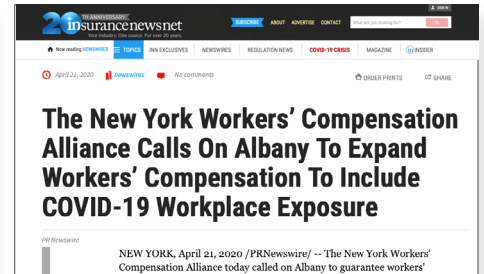 SIGN IN
20TH ANNIVERSARY
insurancenewsnet
Your Industry. One source. For over 20 years.
SUBSCRIBE ABOUT ADVERTISE CONTACT What are you looking for?
Now reading NEWSWIRES TOPICS INN EXCLUSIVES NEWSWIRES REGULATION NEWS COVID-19 CRISIS MAGAZINE INSIDER
April 21, 2020 newswires No comments ORDER PRINTS SHARE
The New York Workers' Compensation
Alliance Calls On Albany To Expand
Workers' Compensation To Include
COVID-19 Workplace Exposure
PR Newswire
NEW YORK, April 21, 2020 /PRNewswire/ -- The New York Workers'
Compensation Alliance today called on Albany to guarantee workers'